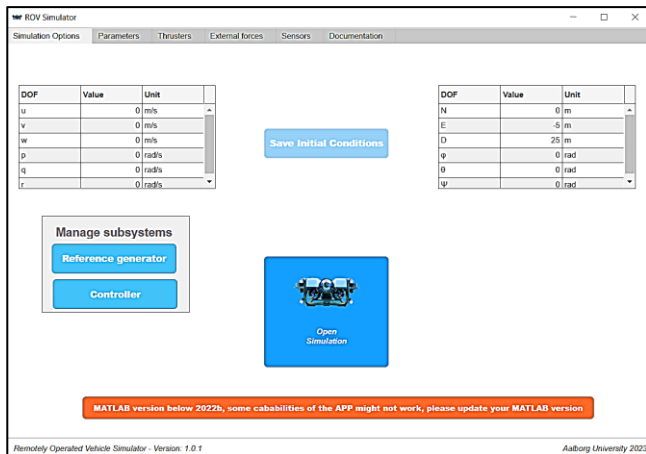 ROV Simulator
Simulation Options Parameters Thrusters External forces Sensors Documentation
DOF Value Unit
u 0 m/s
v 0 m/s
w 0 m/s
p 0 rad/s
q 0 rad/s
r 0 rad/s
Save Initial Conditions
DOF Value Unit
N 0 m
E -5 m
D 25 m
φ 0 rad
θ 0 rad
Ψ 0 rad
Manage subsystems
Reference generator
Controller
Open
Simulation
MATLAB version below 2022b, some cababilities of the APP might not work, please update your MATLAB version
Remotely Operated Vehicle Simulator - Version: 1.0.1
Aalborg University 2023